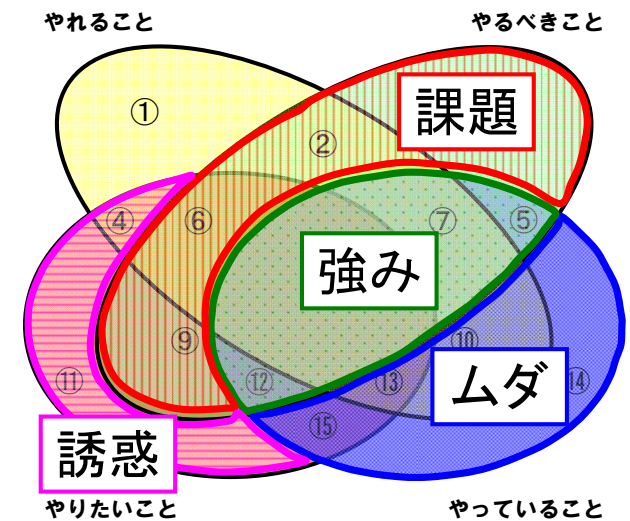 やれること
やるべきこと
①
課題
②
④
⑥
⑦
⑤
強み
⑨
⑩
⑪
⑫
⑬
ムダ
⑭
⑮
誘惑
やりたいこと
やっていること